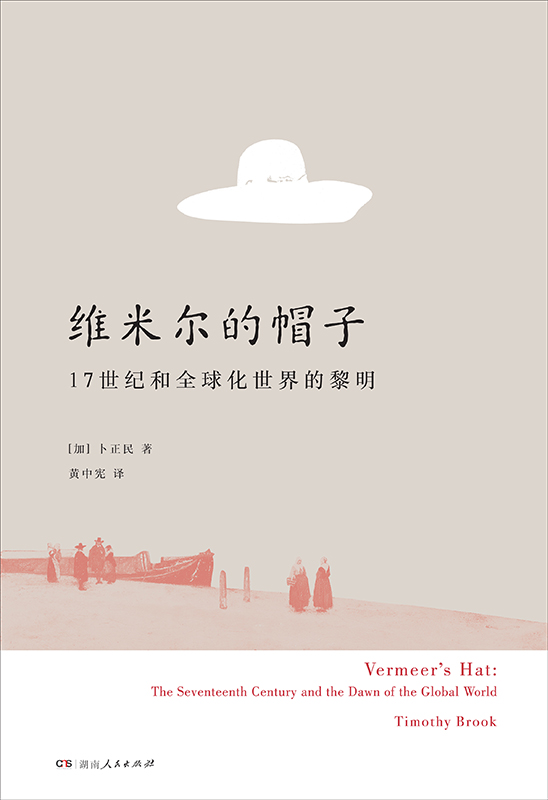 维米尔的帽子
17世纪和全球化世界的黎明
[加] 卜正民 著
黄中宪 译
Vermeer's Hat:
The Seventeenth Century and the Dawn of the Global World
Timothy Brook
湖南人民出版社